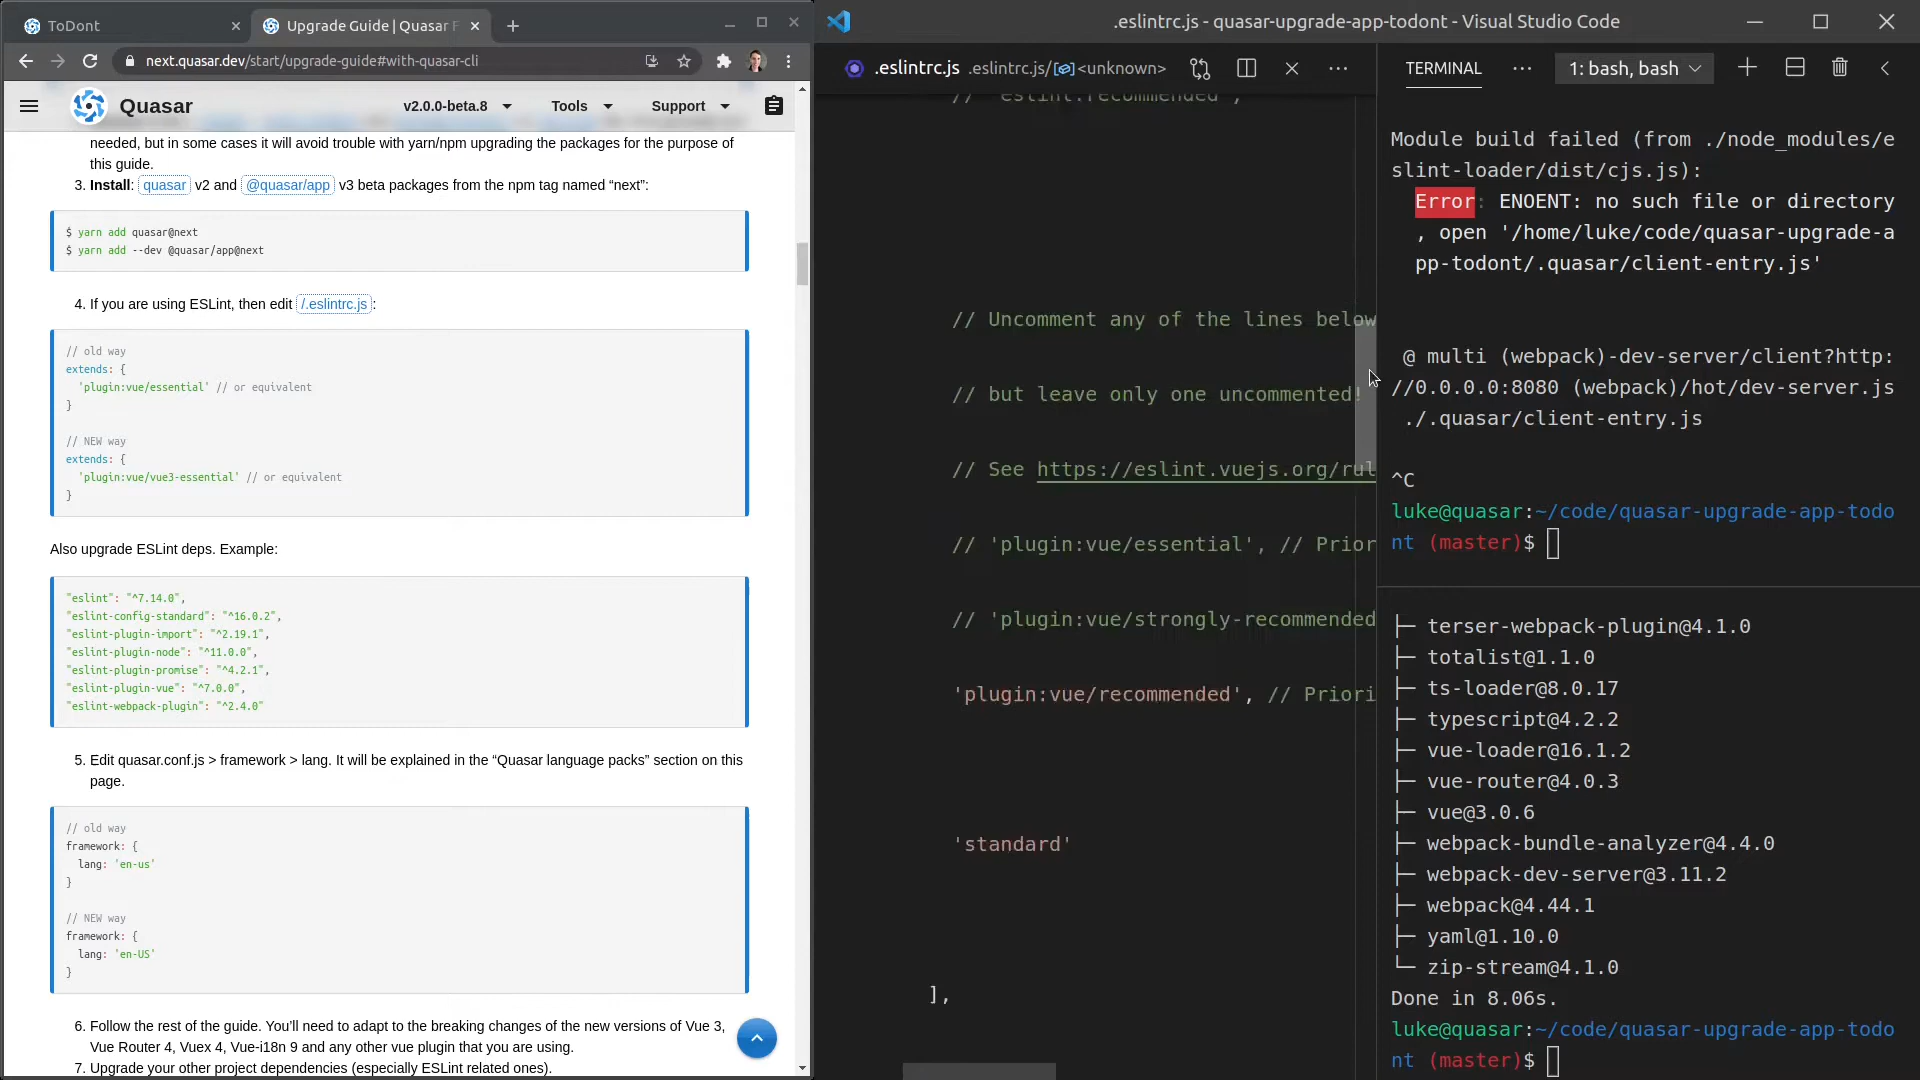 ToDont
Upgrade Guide | Quasar F
next.quasar.dev/start/upgrade-guide#with-quasar-cli
Quasar
v2.0.0-beta.8
Tools
Support
needed, but in some cases it will avoid trouble with yarn/npm upgrading the packages for the purpose of
this guide.
3. Install: quasar v2 and @quasar/app v3 beta packages from the npm tag named “next”:
$ yarn add quasar@next
$ yarn add --dev @quasar/app@next
4. If you are using ESLint, then edit /.eslintrc.js:
// old way
extends: {
'plugin:vue/essential' // or equivalent
}
// NEW way
extends: {
'plugin:vue/vue3-essential' // or equivalent
}
Also upgrade ESLint deps. Example:
"eslint": "^7.14.0",
"eslint-config-standard": "^16.0.2",
"eslint-plugin-import": "^2.19.1",
"eslint-plugin-node": "^11.0.0",
"eslint-plugin-promise": "^4.2.1",
"eslint-plugin-vue": "^7.0.0",
"eslint-webpack-plugin": "^2.4.0"
5. Edit quasar.conf.js > framework > lang. It will be explained in the “Quasar language packs” section on this
page.
// old way
framework: {
lang: 'en-us'
}
// NEW way
framework: {
lang: 'en-US'
}
6. Follow the rest of the guide. You’ll need to adapt to the breaking changes of the new versions of Vue 3,
Vue Router 4, Vuex 4, Vue-i18n 9 and any other vue plugin that you are using.
7. Upgrade your other project dependencies (especially ESLint related ones).
.eslintrc.js - quasar-upgrade-app-todont - Visual Studio Code
.eslintrc.js .eslintrc.js/<unknown>
// 'eslint:recommended',
// Uncomment any of the lines below
// but leave only one uncommented!
// See https://eslint.vuejs.org/rul
// 'plugin:vue/essential', // Prior
// 'plugin:vue/strongly-recommended
'plugin:vue/recommended', // Priori
'standard'
],
TERMINAL
1: bash, bash
Module build failed (from ./node_modules/e
slint-loader/dist/cjs.js):
Error: ENOENT: no such file or directory
, open '/home/luke/code/quasar-upgrade-a
pp-todont/.quasar/client-entry.js'
@ multi (webpack)-dev-server/client?http:
//0.0.0.0:8080 (webpack)/hot/dev-server.js
./.quasar/client-entry.js
^C
luke@quasar:~/code/quasar-upgrade-app-todo
nt (master)$
├─ terser-webpack-plugin@4.1.0
├─ totalist@1.1.0
├─ ts-loader@8.0.17
├─ typescript@4.2.2
├─ vue-loader@16.1.2
├─ vue-router@4.0.3
├─ vue@3.0.6
├─ webpack-bundle-analyzer@4.4.0
├─ webpack-dev-server@3.11.2
├─ webpack@4.44.1
├─ yaml@1.10.0
└─ zip-stream@4.1.0
Done in 8.06s.
luke@quasar:~/code/quasar-upgrade-app-todo
nt (master)$